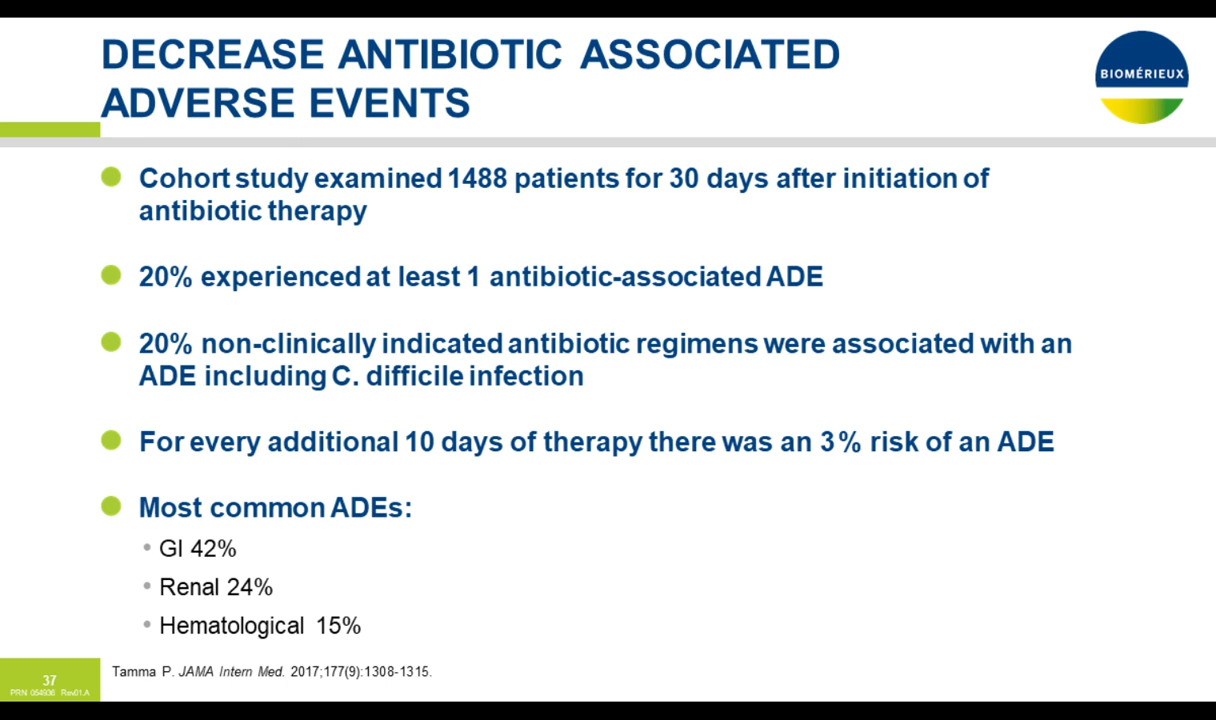 DECREASE ANTIBIOTIC ASSOCIATED
ADVERSE EVENTS
BIOMÉRIEUX
Cohort study examined 1488 patients for 30 days after initiation of
antibiotic therapy
20% experienced at least 1 antibiotic-associated ADE
20% non-clinically indicated antibiotic regimens were associated with an
ADE including C. difficile infection
For every additional 10 days of therapy there was an 3% risk of an ADE
Most common ADEs:
GI 42%
Renal 24%
Hematological 15%
Tamma P. JAMA Intern Med. 2017;177(9):1308-1315.
37
PRN 054936 Rev01.A